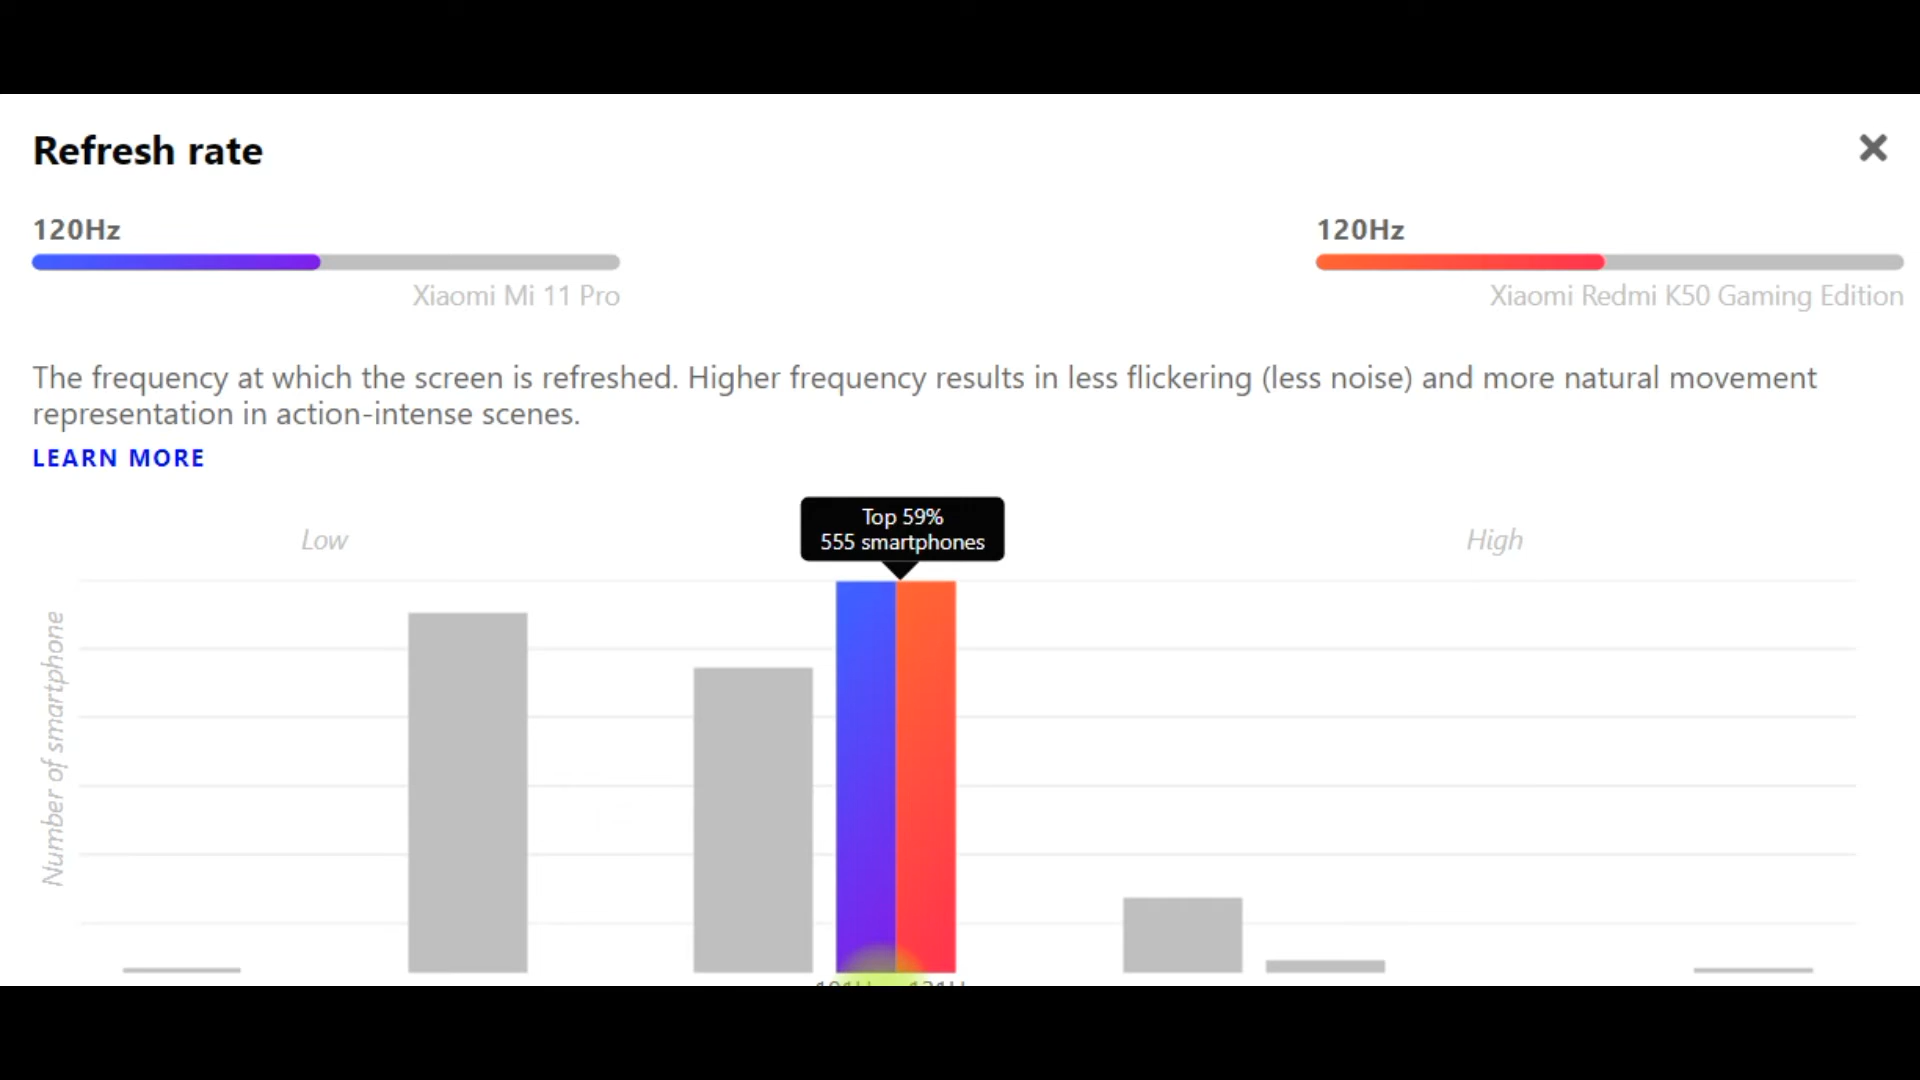 Refresh rate
120Hz
Xiaomi Mi 11 Pro
120Hz
Xiaomi Redmi K50 Gaming Edition
The frequency at which the screen is refreshed. Higher frequency results in less flickering (less noise) and more natural movement
representation in action-intense scenes.
LEARN MORE
Top 59%
555 smartphones
Low
High
Number of smartphone